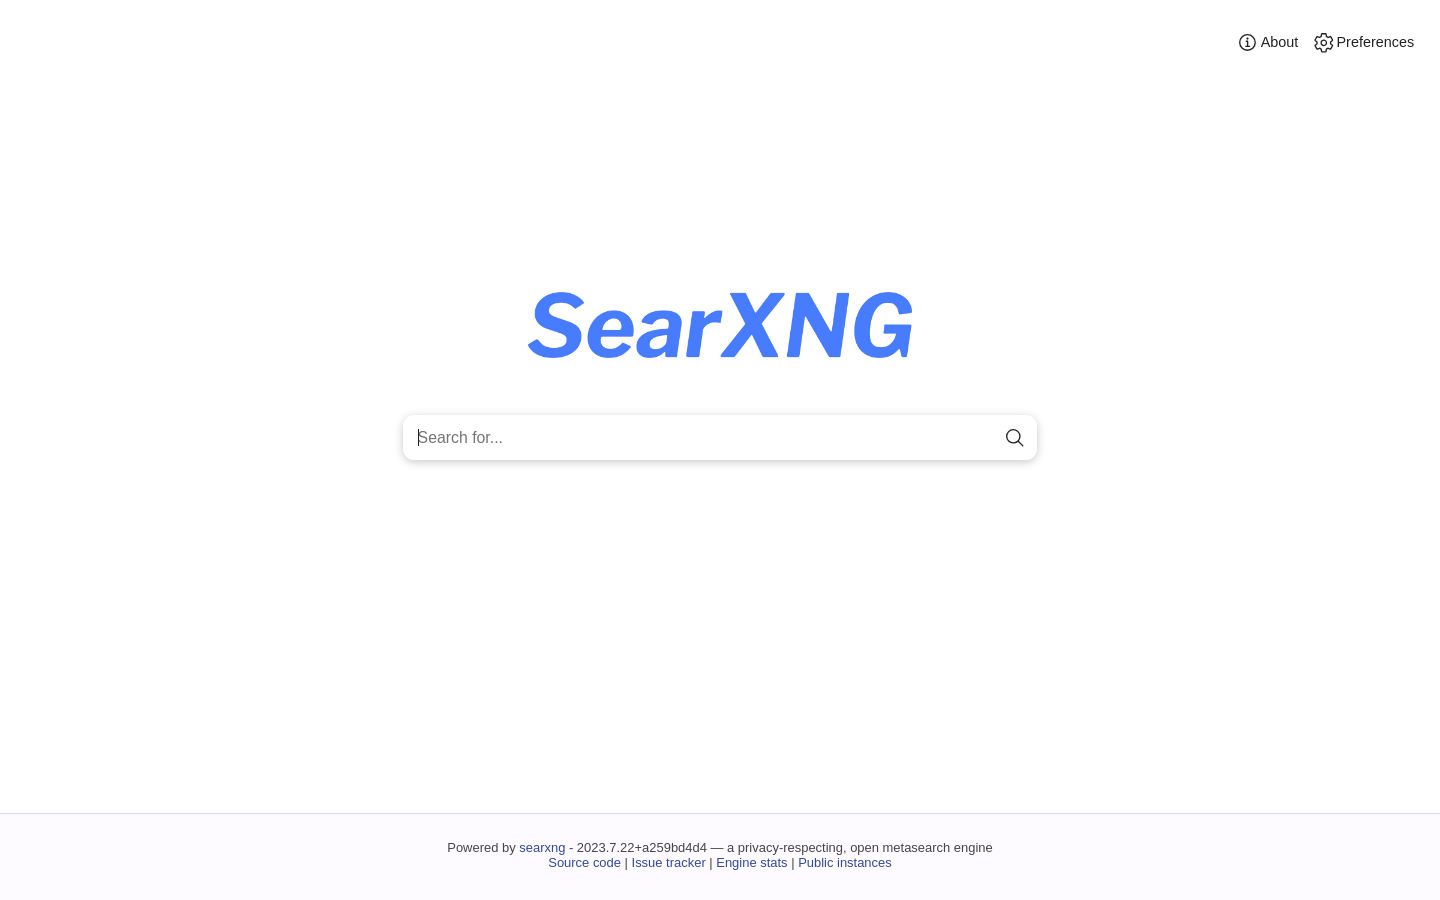 About Preferences
SearXNG
Search for...
Powered by searxng - 2023.7.22+a259bd4d4 — a privacy-respecting, open metasearch engine
Source code | Issue tracker | Engine stats | Public instances